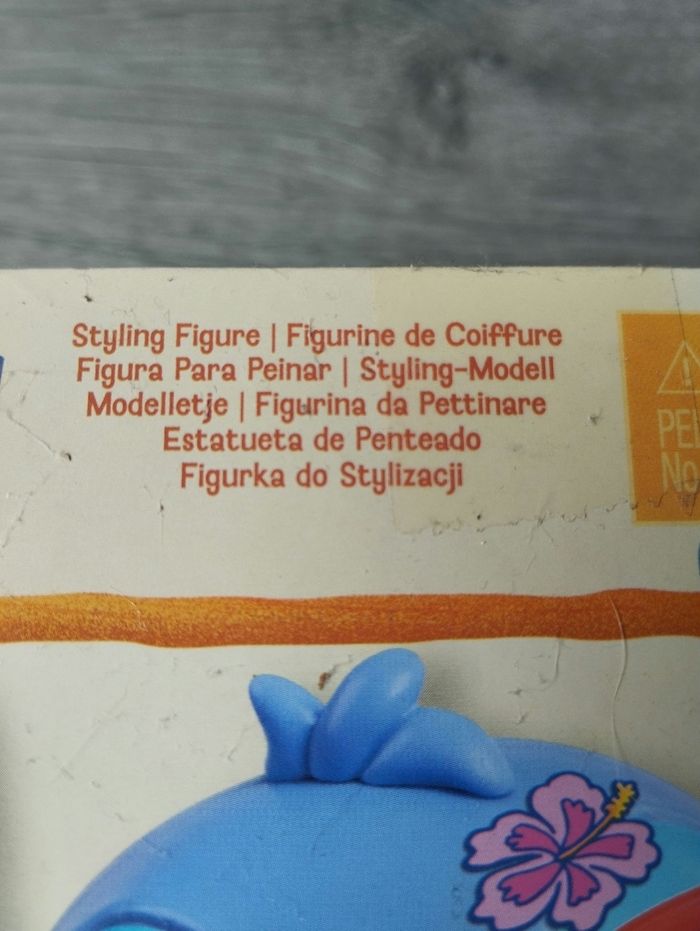 Styling Figure | Figurine de Coiffure
Figura Para Peinar | Styling-Modell
Modelletje | Figurina da Pettinare
Estatueta de Penteado
Figurka do Stylizacji